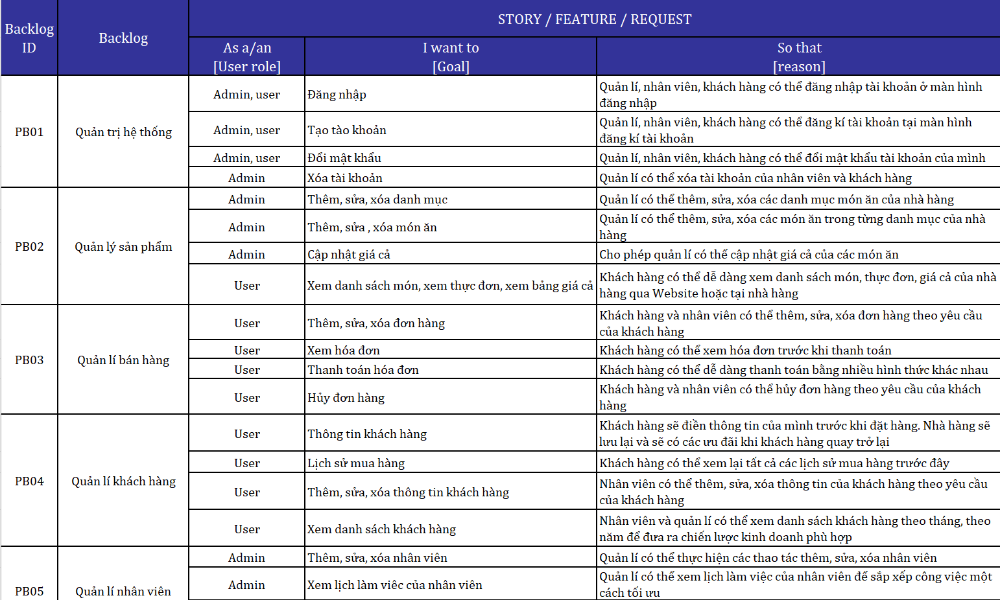 STORY / FEATURE / REQUEST
Backlog
ID
Backlog
As a/an
[User role]
I want to
[Goal]
So that
[reason]
PB01
Quản trị hệ thống
Admin, user
Đăng nhập
Quản lí, nhân viên, khách hàng có thể đăng nhập tài khoản ở màn hình
đăng nhập
Admin, user
Tạo tào khoản
Quản lí, nhân viên, khách hàng có thể đăng kí tài khoản tại màn hình
đăng kí tài khoản
Admin, user
Đổi mật khẩu
Quản lí, nhân viên, khách hàng có thể đổi mật khẩu tài khoản của mình
Admin
Xóa tài khoản
Quản lí có thể xóa tài khoản của nhân viên và khách hàng
PB02
Quản lý sản phẩm
Admin
Thêm, sửa, xóa danh mục
Quản lí có thể thêm, sửa, xóa các danh mục món ăn của nhà hàng
Admin
Thêm, sửa , xóa món ăn
Quản lí có thể thêm, sửa, xóa các món ăn trong từng danh mục của nhà
hàng
Admin
Cập nhật giá cả
Cho phép quản lí có thể cập nhật giá cả của các món ăn
User
Xem danh sách món, xem thực đơn, xem bảng giá cả
Khách hàng có thể dễ dàng xem danh sách món, thực đơn, giá cả của nhà
hàng qua Website hoặc tại nhà hàng
PB03
Quản lí bán hàng
User
Thêm, sửa, xóa đơn hàng
Khách hàng và nhân viên có thể thêm, sửa, xóa đơn hàng theo yêu cầu
của khách hàng
User
Xem hóa đơn
Khách hàng có thể xem hóa đơn trước khi thanh toán
User
Thanh toán hóa đơn
Khách hàng có thể dễ dàng thanh toán bằng nhiều hình thức khác nhau
User
Hủy đơn hàng
Khách hàng và nhân viên có thể hủy đơn hàng theo yêu cầu của khách
hàng
PB04
Quản lí khách hàng
User
Thông tin khách hàng
Khách hàng sẽ điền thông tin của mình trước khi đặt hàng. Nhà hàng sẽ
lưu lại và sẽ có các ưu đãi khi khách hàng quay trở lại
User
Lịch sử mua hàng
Khách hàng có thể xem lại tất cả các lịch sử mua hàng trước đây
User
Thêm, sửa, xóa thông tin khách hàng
Nhân viên có thể thêm, sửa, xóa thông tin của khách hàng theo yêu cầu
của khách hàng
User
Xem danh sách khách hàng
Nhân viên và quản lí có thể xem danh sách khách hàng theo tháng, theo
năm để đưa ra chiến lược kinh doanh phù hợp
PB05
Quản lí nhân viên
Admin
Thêm, sửa, xóa nhân viên
Quản lí có thể thực hiện các thao tác thêm, sửa, xóa nhân viên
Admin
Xem lịch làm viêc của nhân viên
Quản lí có thể xem lịch làm việc của nhân viên để sắp xếp công việc một
cách tối ưu